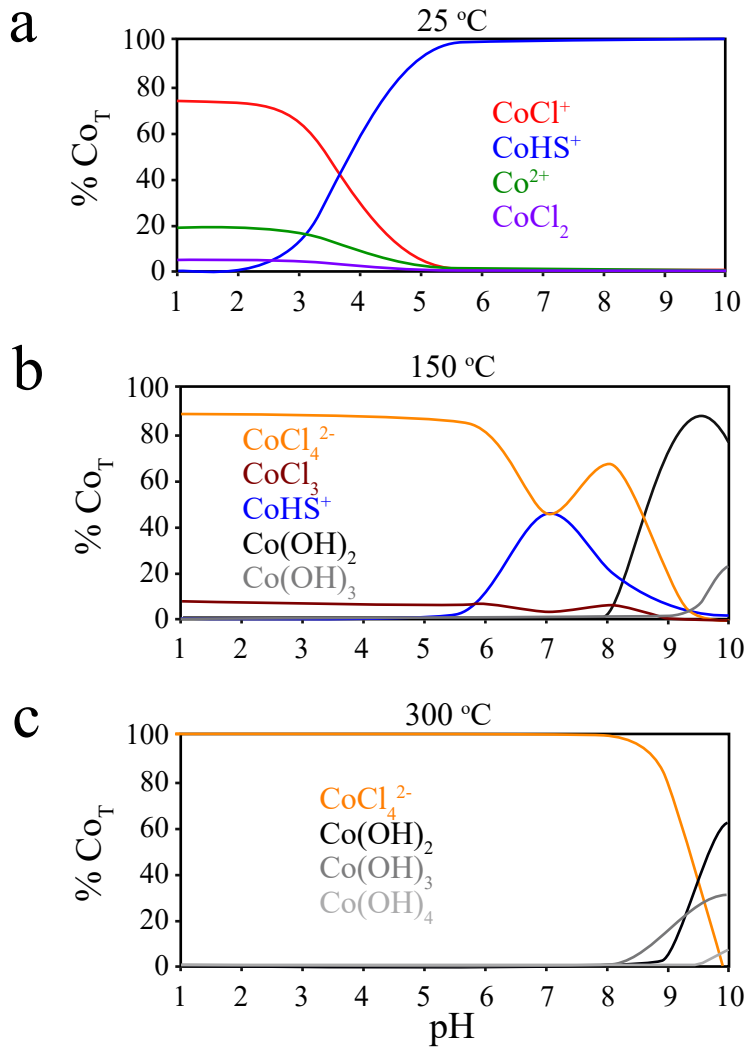 a
25 °C
100
80
60
40
20
0
% Co_T
CoCl⁺
CoHS⁺
Co²⁺
CoCl₂
1 2 3 4 5 6 7 8 9 10
b
150 °C
100
80
60
40
20
0
% Co_T
CoCl₄²⁻
CoCl₃
CoHS⁺
Co(OH)₂
Co(OH)₃
1 2 3 4 5 6 7 8 9 10
c
300 °C
100
80
60
40
20
0
% Co_T
CoCl₄²⁻
Co(OH)₂
Co(OH)₃
Co(OH)₄
1 2 3 4 5 6 7 8 9 10
pH